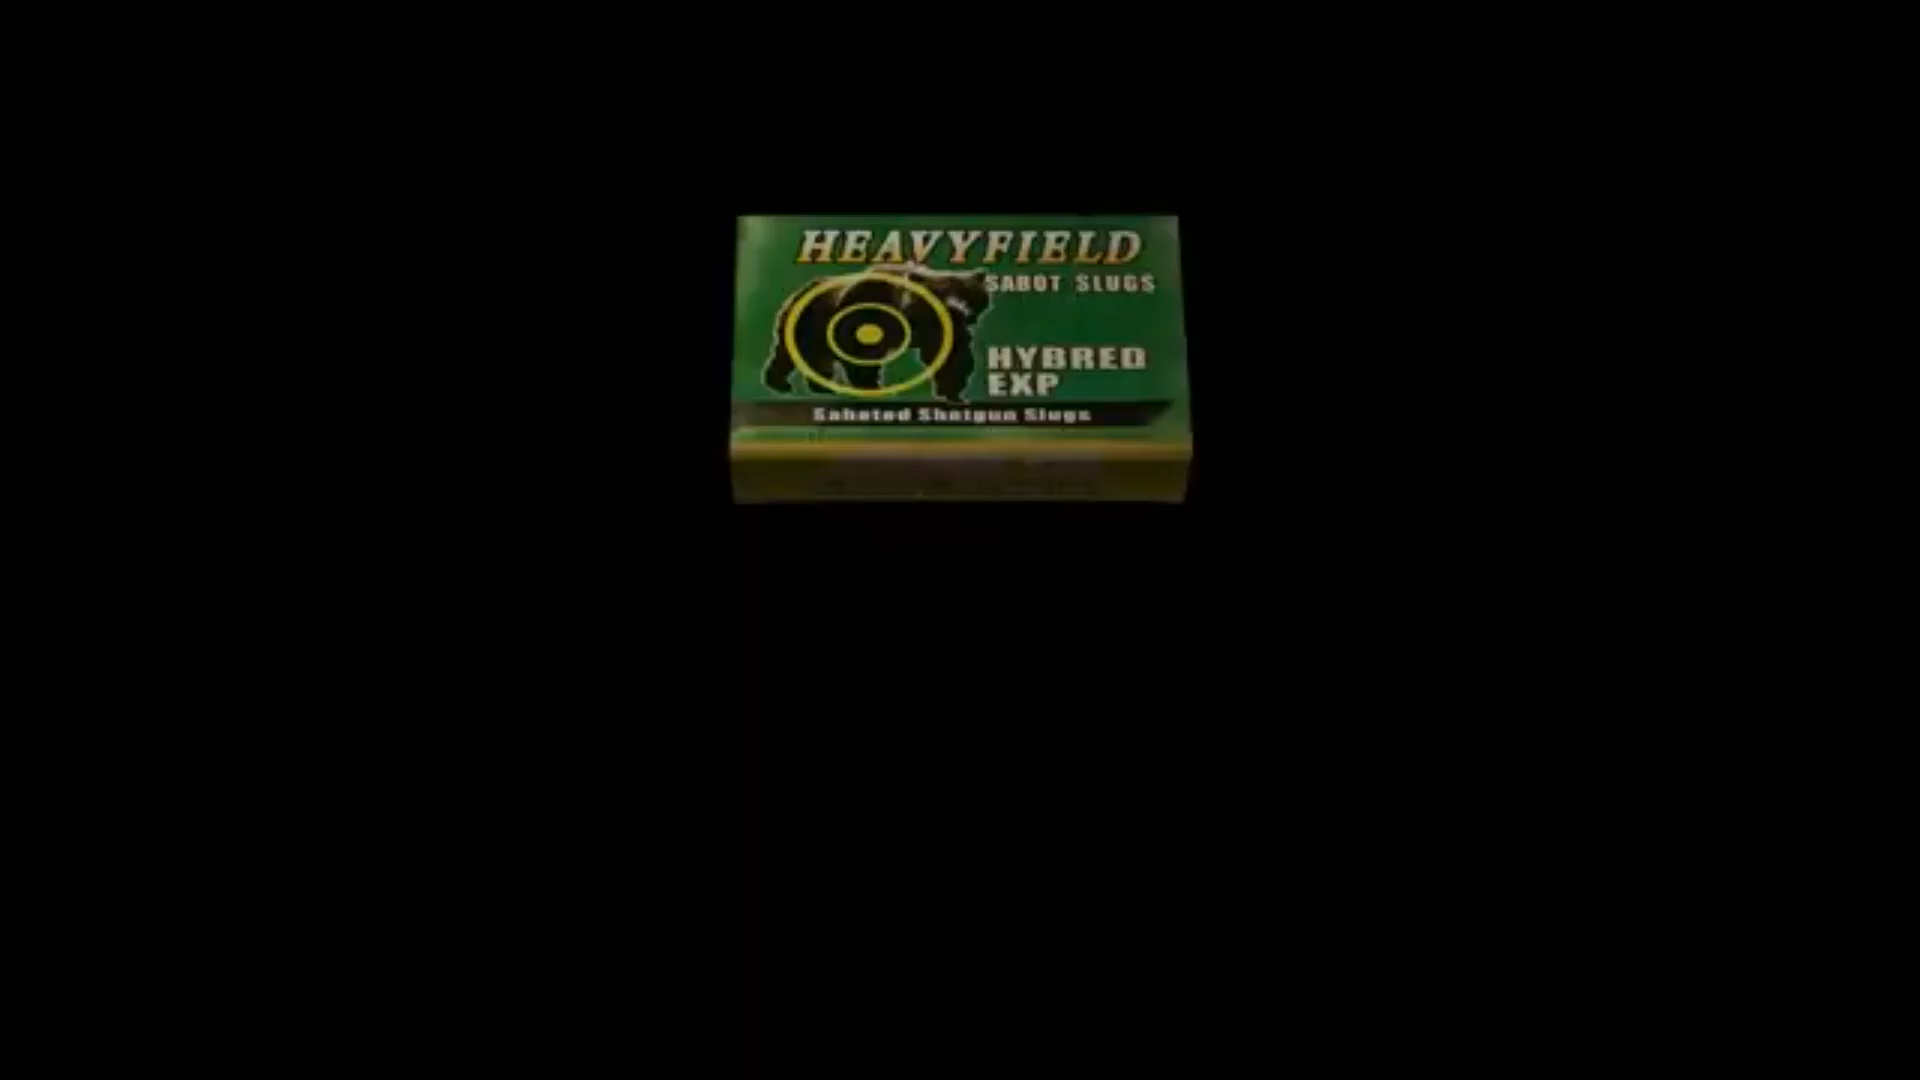 HEAVYFIELD
SABOT SLUGS
HYBRED
EXP
Saboted Shotgun Slugs